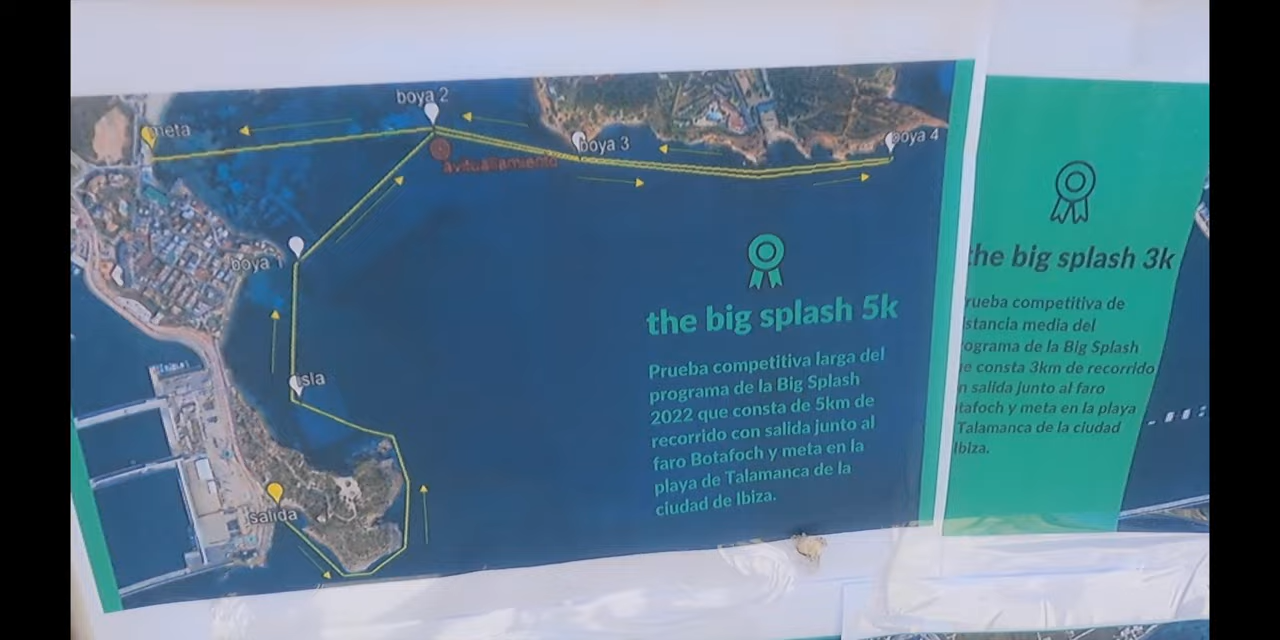 boya 2
meta
boya 3
boya 4
avituallamiento
boya 1
isla
salida
the big splash 5k
Prueba competitiva larga del
programa de la Big Splash
2022 que consta de 5km de
recorrido con salida junto al
faro Botafoch y meta en la
playa de Talamanca de la
ciudad de Ibiza.
the big splash 3k
rueba competitiva de
stancia media del
ograma de la Big Splash
e consta 3km de recorrido
n salida junto al faro
tafoch y meta en la playa
Talamanca de la ciudad
Ibiza.